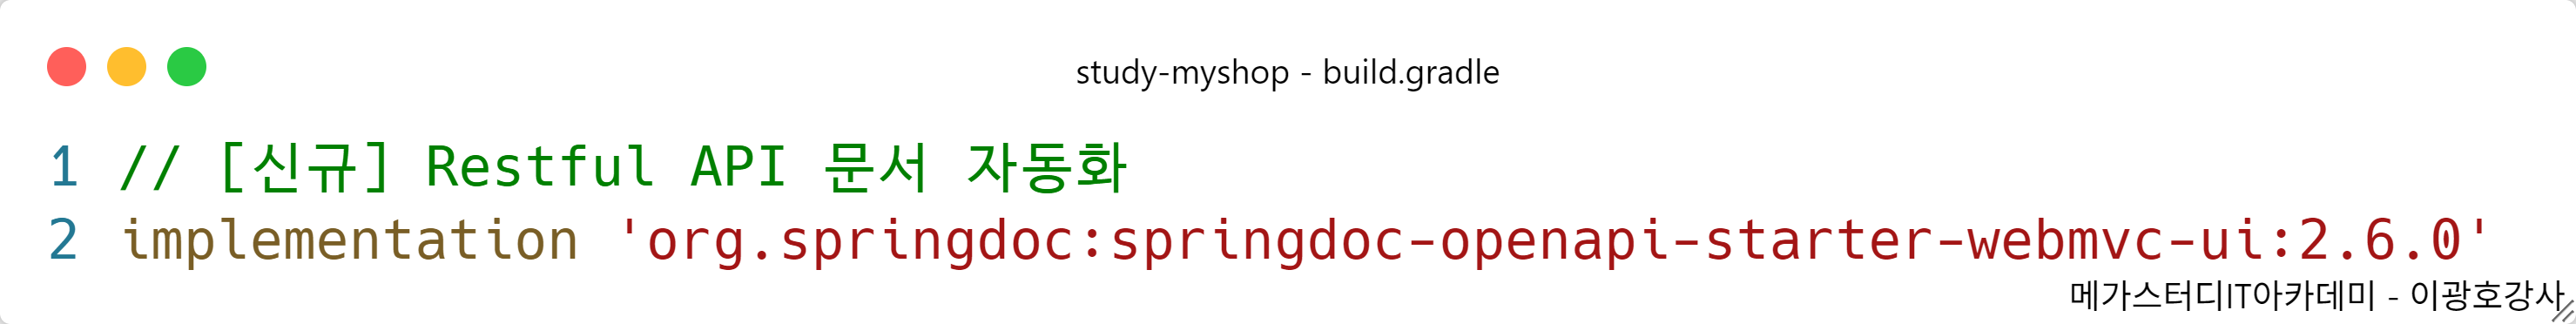 study-myshop - build.gradle
1 // [신규] Restful API 문서 자동화
2 implementation 'org.springdoc:springdoc-openapi-starter-webmvc-ui:2.6.0'
메가스터디IT아카데미 - 이광호강사